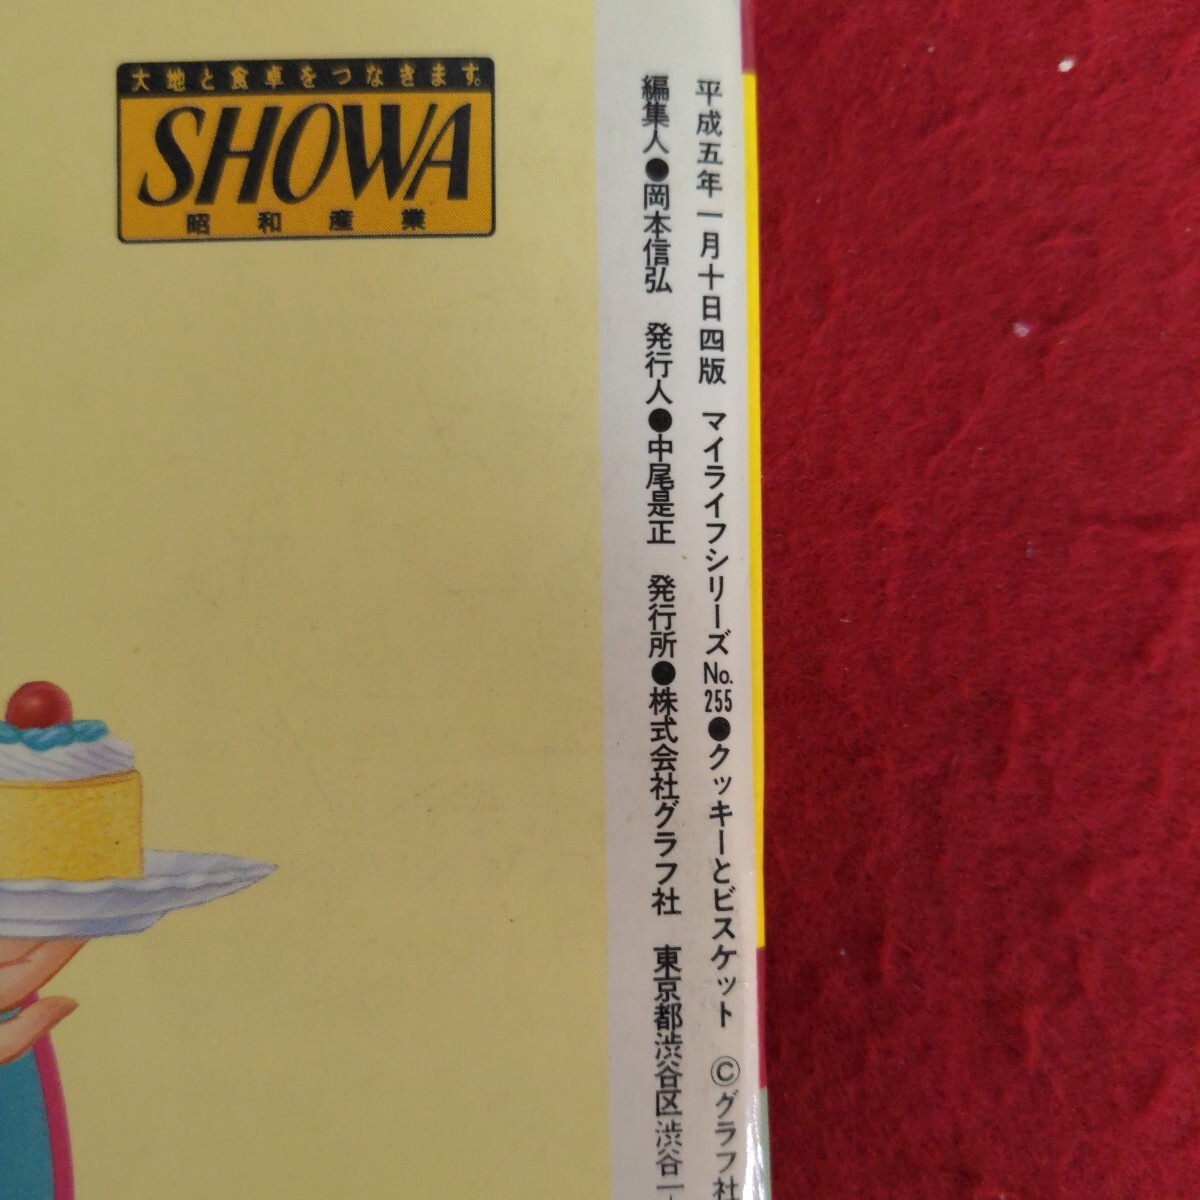 大地と食卓をつなぎます。
SHOWA
昭和産業
平成五年一月十日四版 マイライフシリーズNo.255●クッキーとビスケット ©グラフ社
編集人●岡本信弘 発行人●中尾是正 発行所●株式会社グラフ社 東京都渋谷区渋谷一